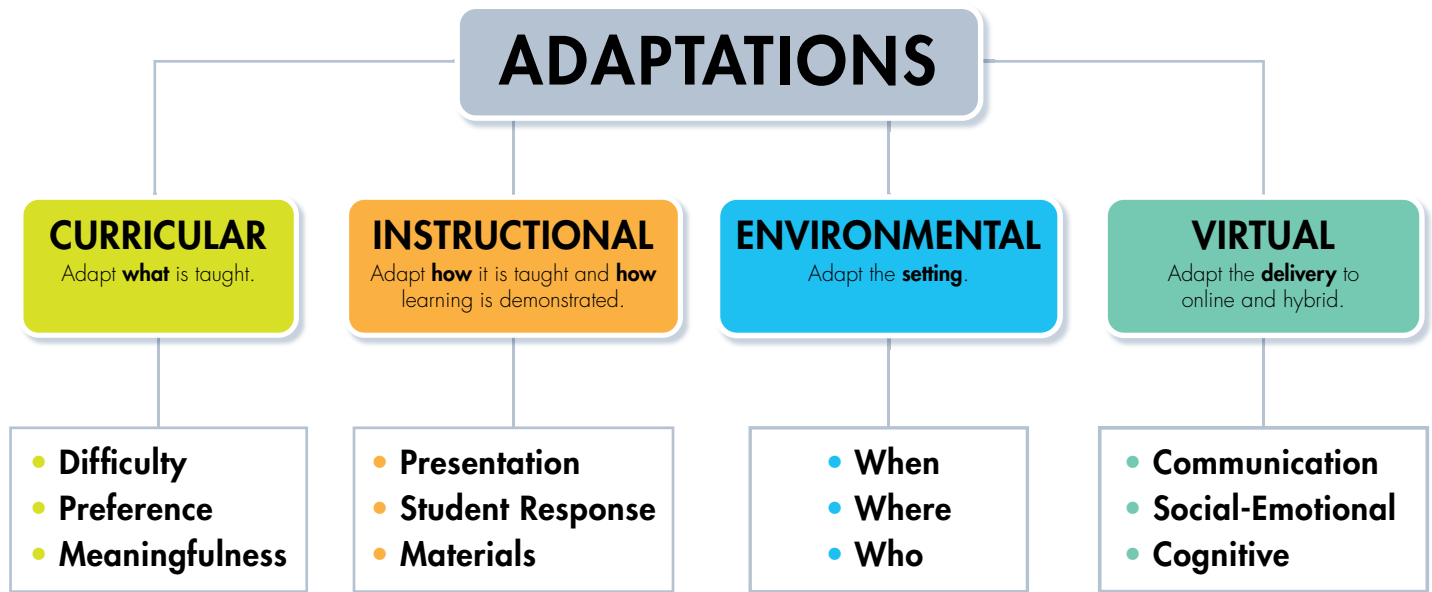 ADAPTATIONS
CURRICULAR
Adapt what is taught.
INSTRUCTIONAL
Adapt how it is taught and how
learning is demonstrated.
ENVIRONMENTAL
Adapt the setting.
VIRTUAL
Adapt the delivery to
online and hybrid.
• Difficulty
• Preference
• Meaningfulness
• Presentation
• Student Response
• Materials
• When
• Where
• Who
• Communication
• Social-Emotional
• Cognitive